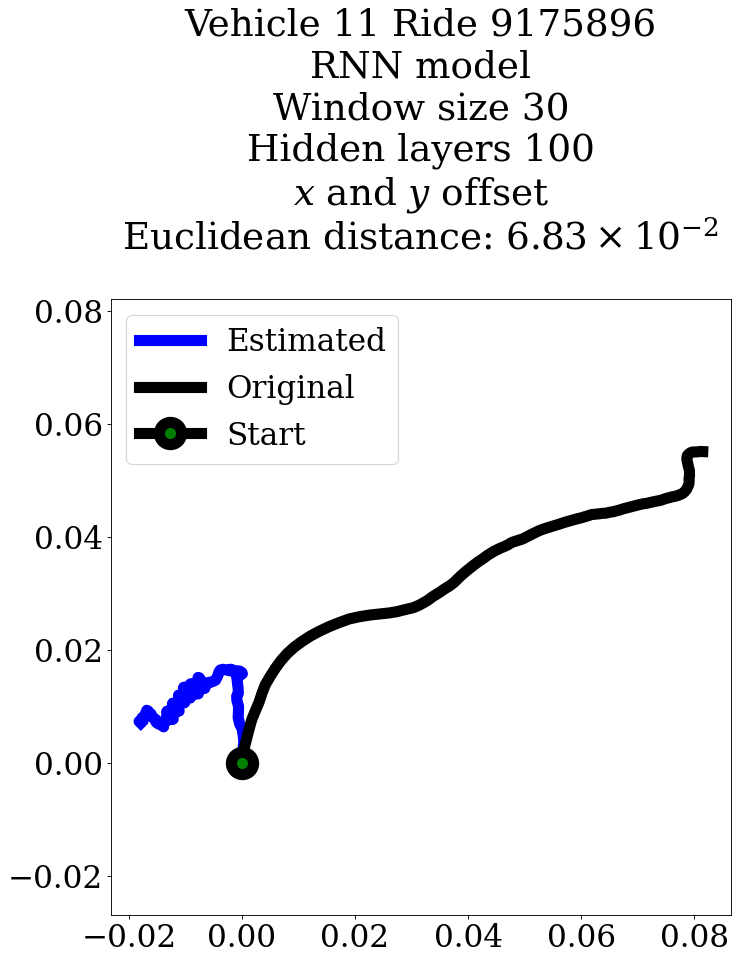 Vehicle 11 Ride 9175896
RNN model
Window size 30
Hidden layers 100
x and y offset
Euclidean distance: 6.83 × 10⁻²
Estimated
Original
Start
0.08
0.06
0.04
0.02
0.00
−0.02
−0.02 0.00 0.02 0.04 0.06 0.08